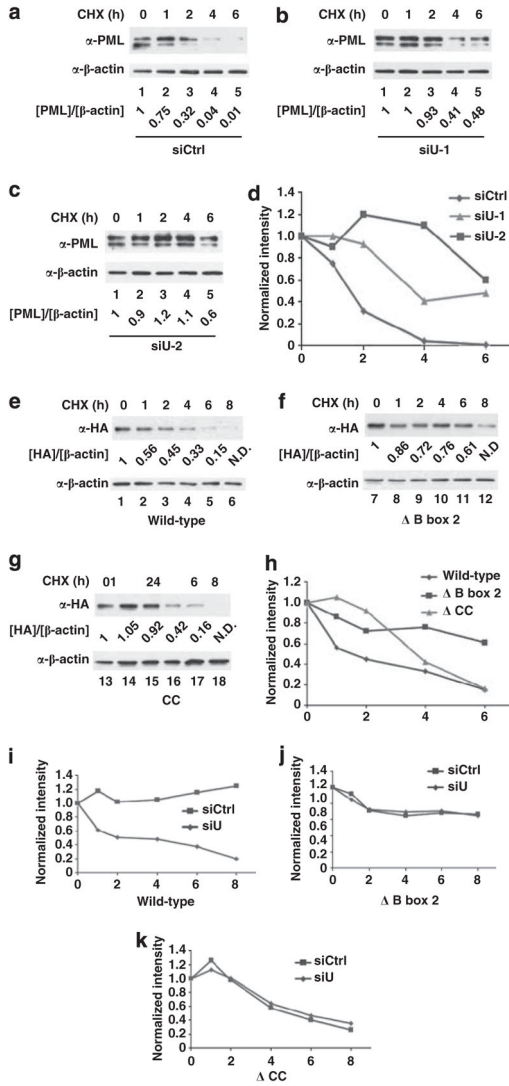 a
CHX (h) 0 1 2 4 6
α-PML
α-β-actin
1 2 3 4 5
[PML]/[β-actin] 1 0.75 0.32 0.04 0.01
siCtrl
b
CHX (h) 0 1 2 4 6
α-PML
α-β-actin
1 2 3 4 5
[PML]/[β-actin] 1 1 0.93 0.41 0.48
siU-1
c
CHX (h) 0 1 2 4 6
α-PML
α-β-actin
1 2 3 4 5
[PML]/[β-actin] 1 0.9 1.2 1.1 0.6
siU-2
d
Normalized intensity
1.4
1.2
1.0
0.8
0.6
0.4
0.2
0
0 2 4 6
siCtrl
siU-1
siU-2
e
CHX (h) 0 1 2 4 6 8
α-HA
[HA]/[β-actin] 1 0.56 0.45 0.33 0.15 N.D.
α-β-actin
1 2 3 4 5 6
Wild-type
f
CHX (h) 0 1 2 4 6 8
α-HA
[HA]/[β-actin] 1 0.86 0.72 0.76 0.61 N.D
α-β-actin
7 8 9 10 11 12
Δ B box 2
g
CHX (h) 01 24 6 8
α-HA
[HA]/[β-actin] 1 1.05 0.92 0.42 0.16 N.D.
α-β-actin
13 14 15 16 17 18
CC
h
Normalized intensity
1.2
1.0
0.8
0.6
0.4
0.2
0
0 2 4 6
Wild-type
Δ B box 2
Δ CC
i
Normalized intensity
1.4
1.2
1.0
0.8
0.6
0.4
0.2
0
0 2 4 6 8
siCtrl
siU
Wild-type
j
Normalized intensity
1.4
1.2
1.0
0.8
0.6
0.4
0.2
0
0 2 4 6 8
siCtrl
siU
Δ B box 2
k
Normalized intensity
1.4
1.2
1.0
0.8
0.6
0.4
0.2
0
0 2 4 6 8
siCtrl
siU
Δ CC